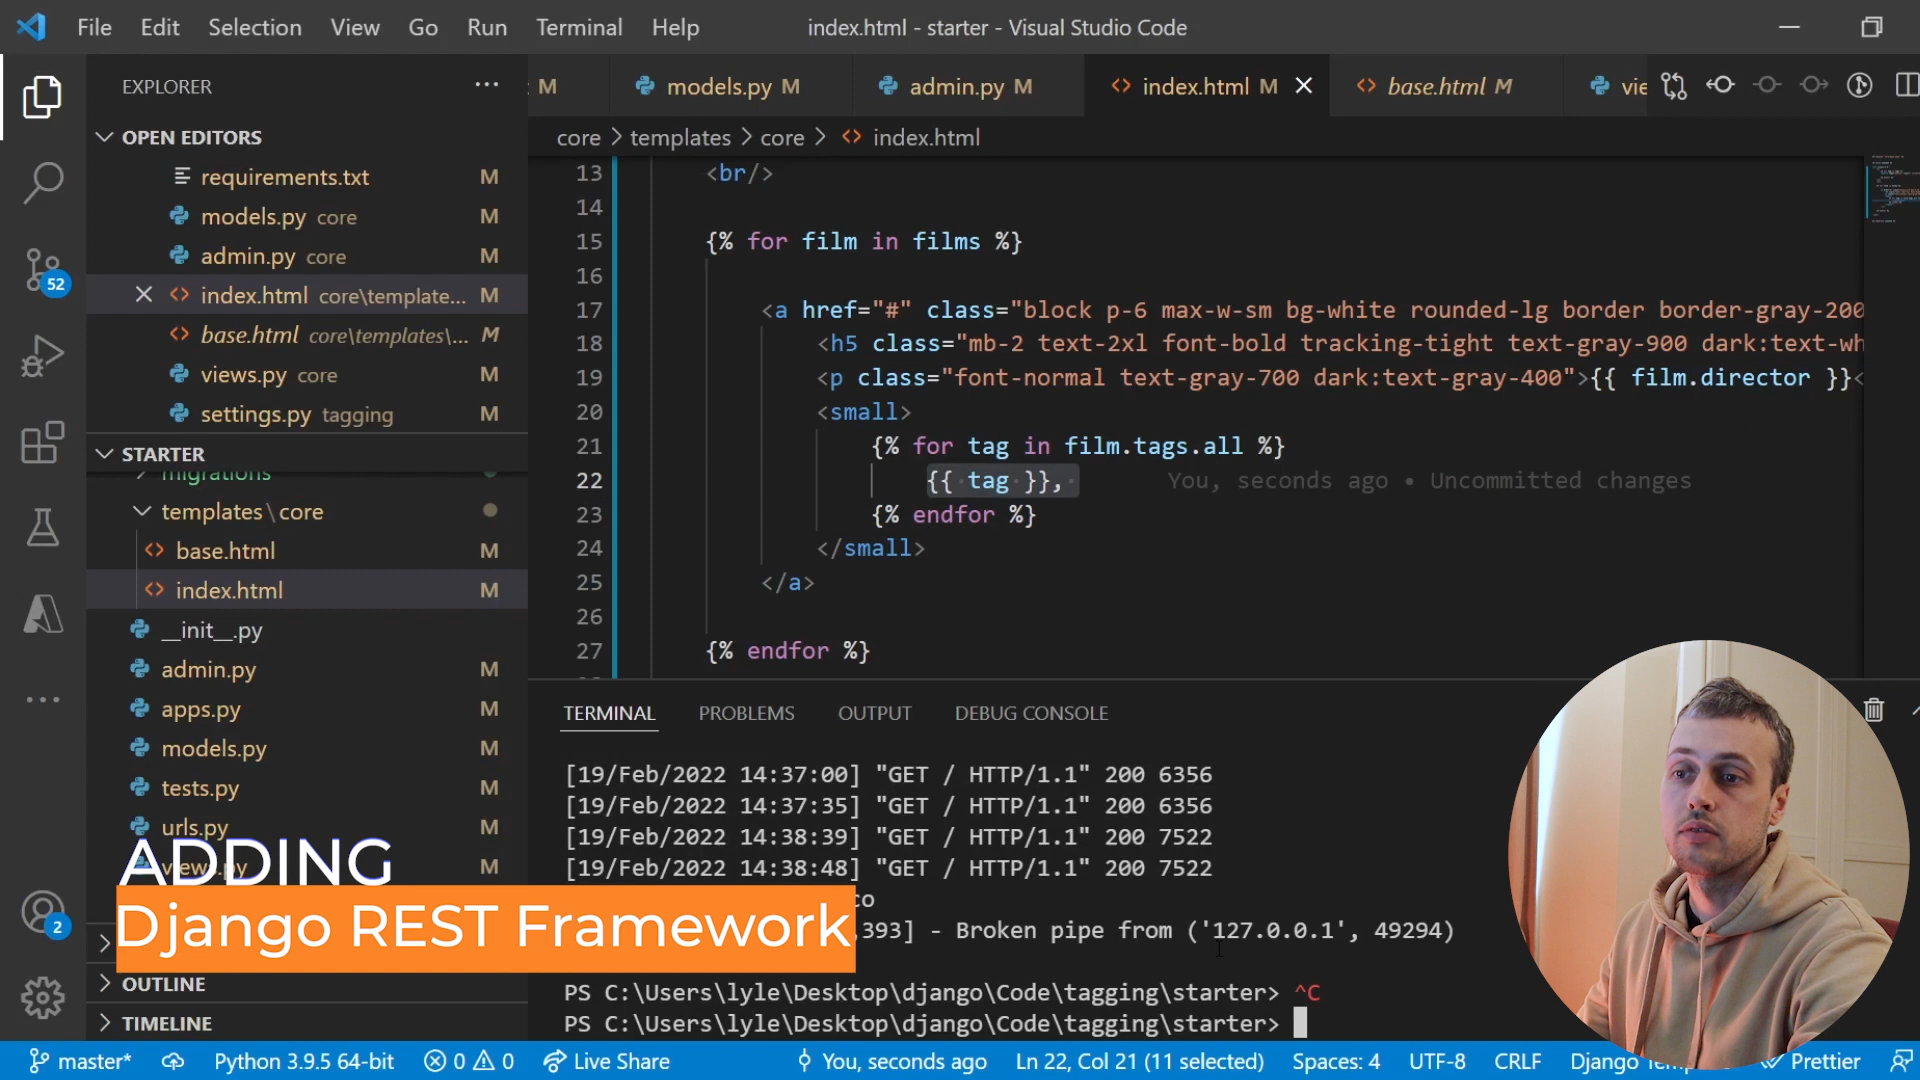 File Edit Selection View Go Run Terminal Help
index.html - starter - Visual Studio Code
EXPLORER
M
models.py M
admin.py M
index.html M
base.html M
vie
OPEN EDITORS
requirements.txt M
models.py core M
admin.py core M
index.html core\template... M
base.html core\templates\... M
views.py core M
settings.py tagging M
STARTER
migrations
templates\core
base.html M
index.html M
__init__.py
admin.py M
apps.py M
models.py M
tests.py M
urls.py M
views.py M
OUTLINE
TIMELINE
52
2
ADDING
Django REST Framework
core > templates > core > index.html
13 <br/>
14
15 {% for film in films %}
16
17 <a href="#" class="block p-6 max-w-sm bg-white rounded-lg border border-gray-200
18 <h5 class="mb-2 text-2xl font-bold tracking-tight text-gray-900 dark:text-wh
19 <p class="font-normal text-gray-700 dark:text-gray-400">{{ film.director }}<
20 <small>
21 {% for tag in film.tags.all %}
22 {{ tag }}, You, seconds ago • Uncommitted changes
23 {% endfor %}
24 </small>
25 </a>
26
27 {% endfor %}
TERMINAL PROBLEMS OUTPUT DEBUG CONSOLE
[19/Feb/2022 14:37:00] "GET / HTTP/1.1" 200 6356
[19/Feb/2022 14:37:35] "GET / HTTP/1.1" 200 6356
[19/Feb/2022 14:38:39] "GET / HTTP/1.1" 200 7522
[19/Feb/2022 14:38:48] "GET / HTTP/1.1" 200 7522
co
,393] - Broken pipe from ('127.0.0.1', 49294)
PS C:\Users\lyle\Desktop\django\Code\tagging\starter> ^C
PS C:\Users\lyle\Desktop\django\Code\tagging\starter>
master* Python 3.9.5 64-bit 0 0 Live Share You, seconds ago Ln 22, Col 21 (11 selected) Spaces: 4 UTF-8 CRLF Django Prettier